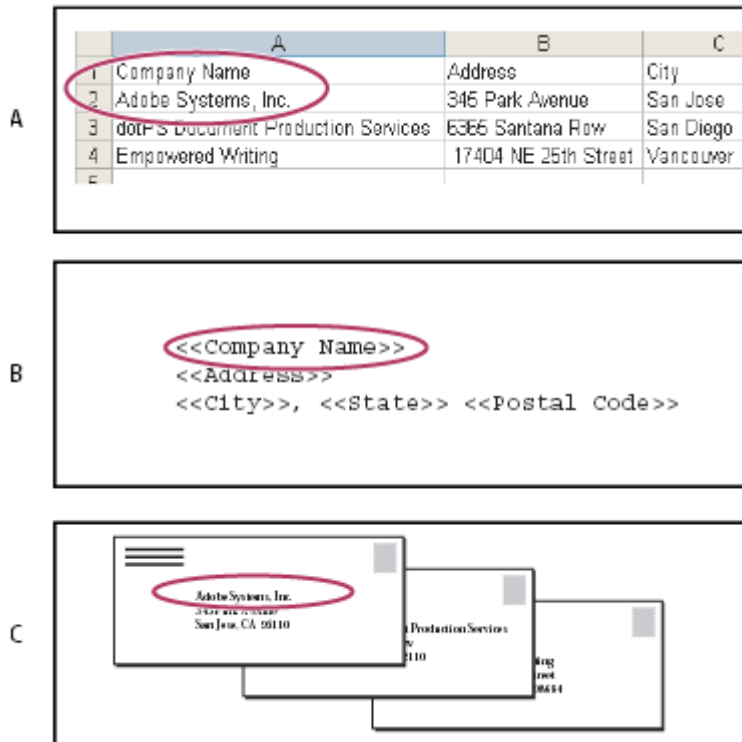 A
A B C
1 Company Name Address City
2 Adobe Systems, Inc. 345 Park Avenue San Jose
3 dotPS Document Production Services 6365 Santana Row San Diego
4 Empowered Writing 17404 NE 25th Street Vancouver
5
B
<<Company Name>>
<<Address>>
<<City>>, <<State>> <<Postal Code>>
C
Adobe Systems, Inc.
San Jose, CA 95110
Production Services